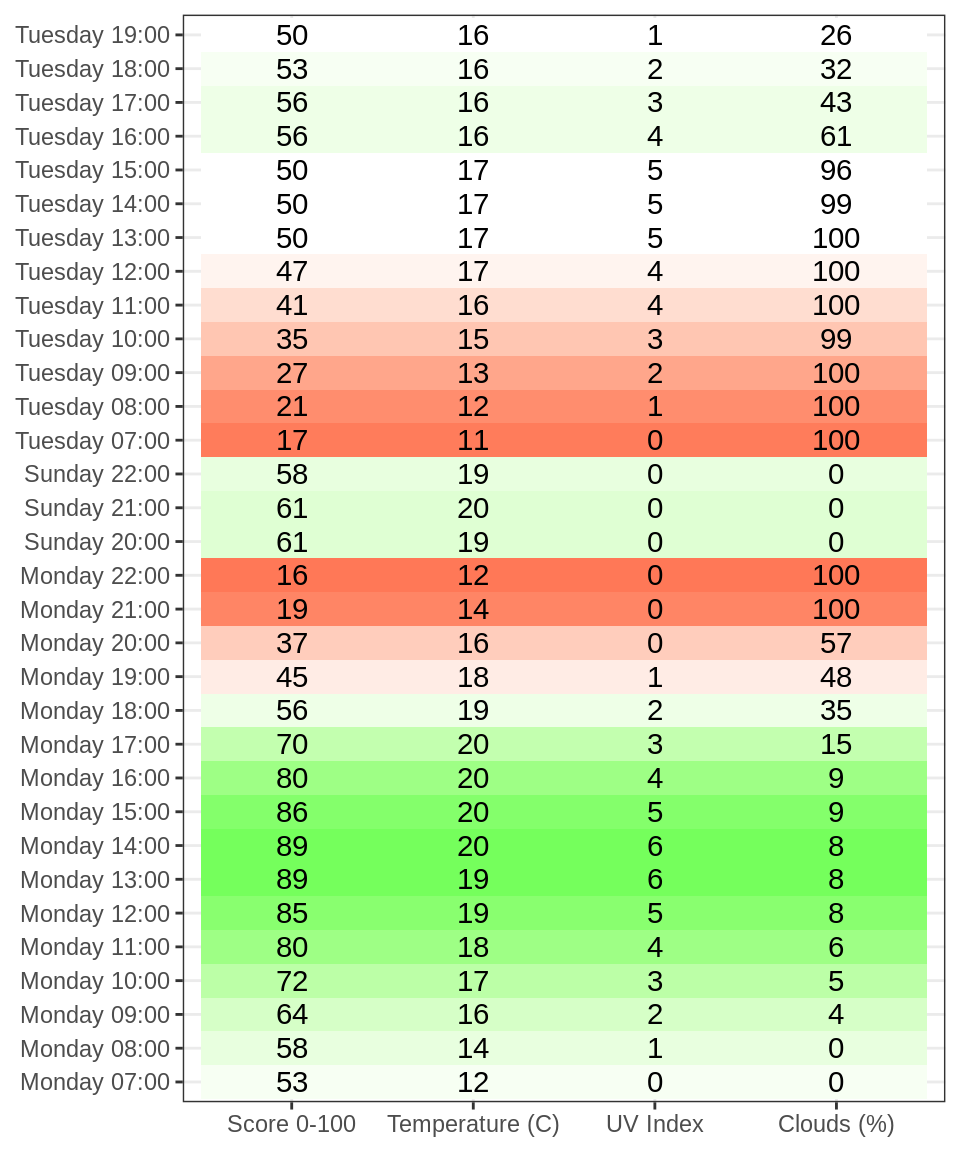 Tuesday 19:00 50 16 1 26
Tuesday 18:00 53 16 2 32
Tuesday 17:00 56 16 3 43
Tuesday 16:00 56 16 4 61
Tuesday 15:00 50 17 5 96
Tuesday 14:00 50 17 5 99
Tuesday 13:00 50 17 5 100
Tuesday 12:00 47 17 4 100
Tuesday 11:00 41 16 4 100
Tuesday 10:00 35 15 3 99
Tuesday 09:00 27 13 2 100
Tuesday 08:00 21 12 1 100
Tuesday 07:00 17 11 0 100
Sunday 22:00 58 19 0 0
Sunday 21:00 61 20 0 0
Sunday 20:00 61 19 0 0
Monday 22:00 16 12 0 100
Monday 21:00 19 14 0 100
Monday 20:00 37 16 0 57
Monday 19:00 45 18 1 48
Monday 18:00 56 19 2 35
Monday 17:00 70 20 3 15
Monday 16:00 80 20 4 9
Monday 15:00 86 20 5 9
Monday 14:00 89 20 6 8
Monday 13:00 89 19 6 8
Monday 12:00 85 19 5 8
Monday 11:00 80 18 4 6
Monday 10:00 72 17 3 5
Monday 09:00 64 16 2 4
Monday 08:00 58 14 1 0
Monday 07:00 53 12 0 0
Score 0-100 Temperature (C) UV Index Clouds (%)